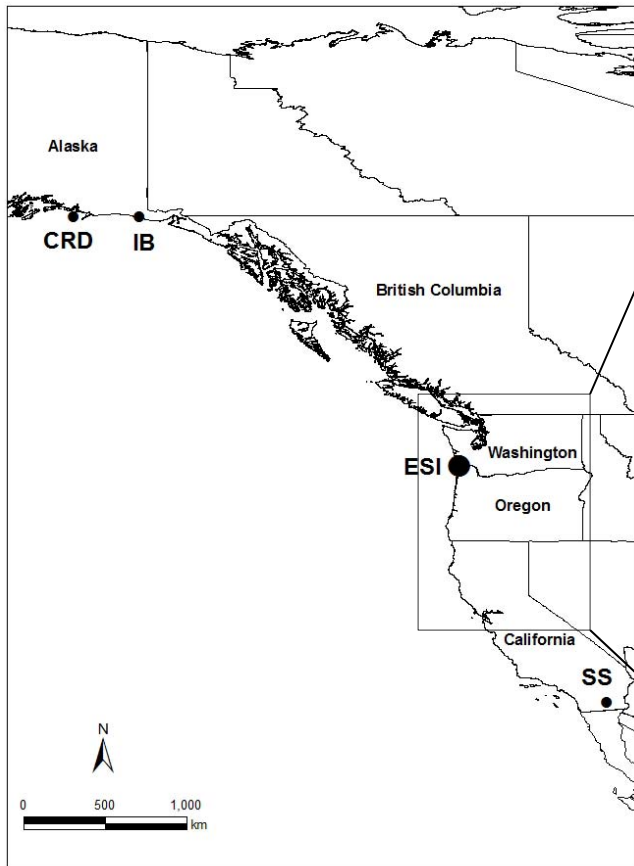 Alaska
CRD
IB
British Columbia
Washington
ESI
Oregon
California
SS
N
0 500 1,000
km